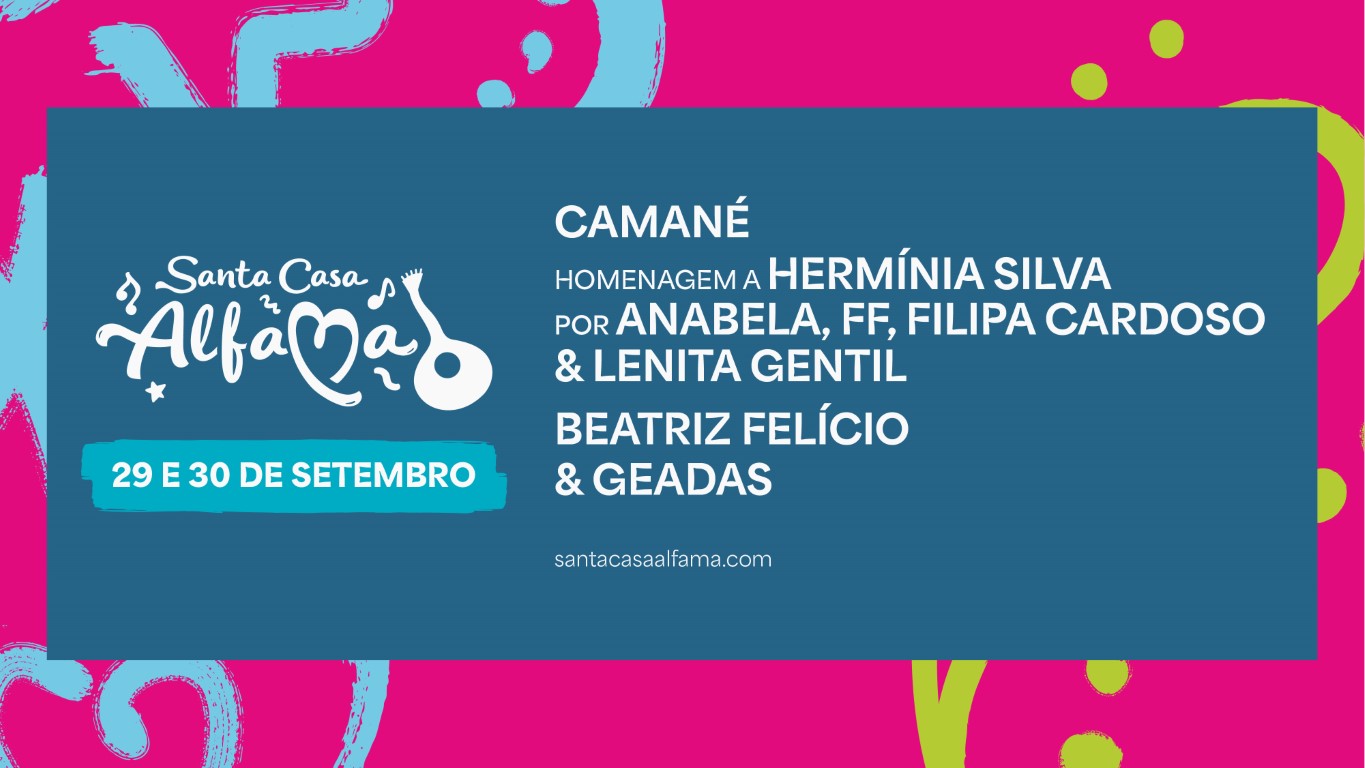 Santa Casa
Alfama
29 E 30 DE SETEMBRO
CAMANÉ
HOMENAGEM A HERMÍNIA SILVA
POR ANABELA, FF, FILIPA CARDOSO
& LENITA GENTIL
BEATRIZ FELÍCIO
& GEADAS
santacasaalfama.com